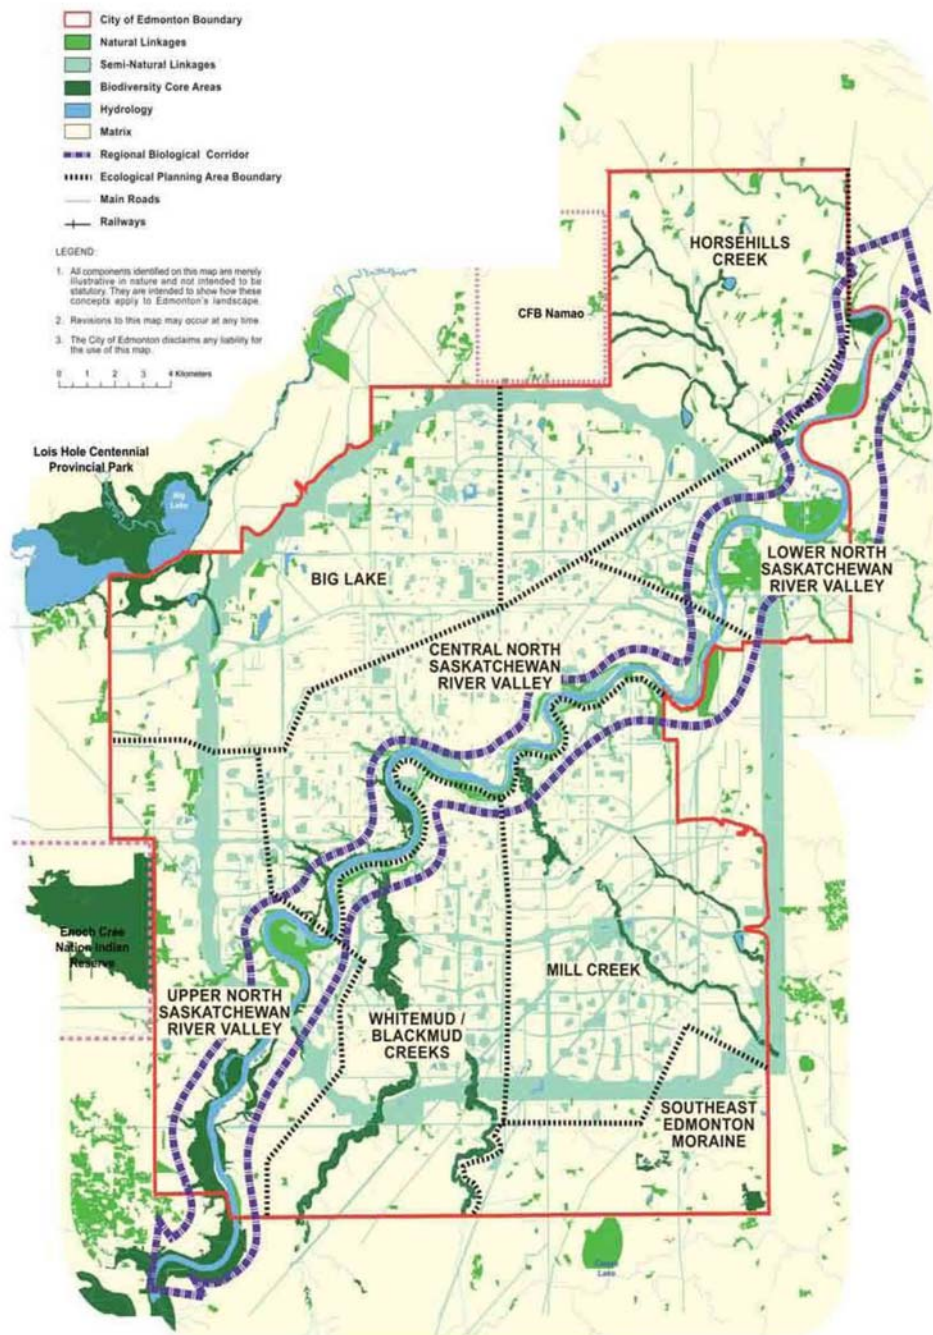 City of Edmonton Boundary
Natural Linkages
Semi-Natural Linkages
Biodiversity Core Areas
Hydrology
Matrix
Regional Biological Corridor
Ecological Planning Area Boundary
Main Roads
Railways
LEGEND:
1. All components identified on this map are merely
illustrative in nature and not intended to be
statutory. They are intended to show how these
concepts apply to Edmonton's landscape.
2. Revisions to this map may occur at any time.
3. The City of Edmonton disclaims any liability for
the use of this map.
0 1 2 3 4 Kilometers
HORSEHILLS
CREEK
CFB Namao
Lois Hole Centennial
Provincial Park
Big
Lake
BIG LAKE
LOWER NORTH
SASKATCHEWAN
RIVER VALLEY
CENTRAL NORTH
SASKATCHEWAN
RIVER VALLEY
Enoch Cree
Nation Indian
Reserve
MILL CREEK
UPPER NORTH
SASKATCHEWAN
RIVER VALLEY
WHITEMUD /
BLACKMUD
CREEKS
SOUTHEAST
EDMONTON
MORAINE
Lake